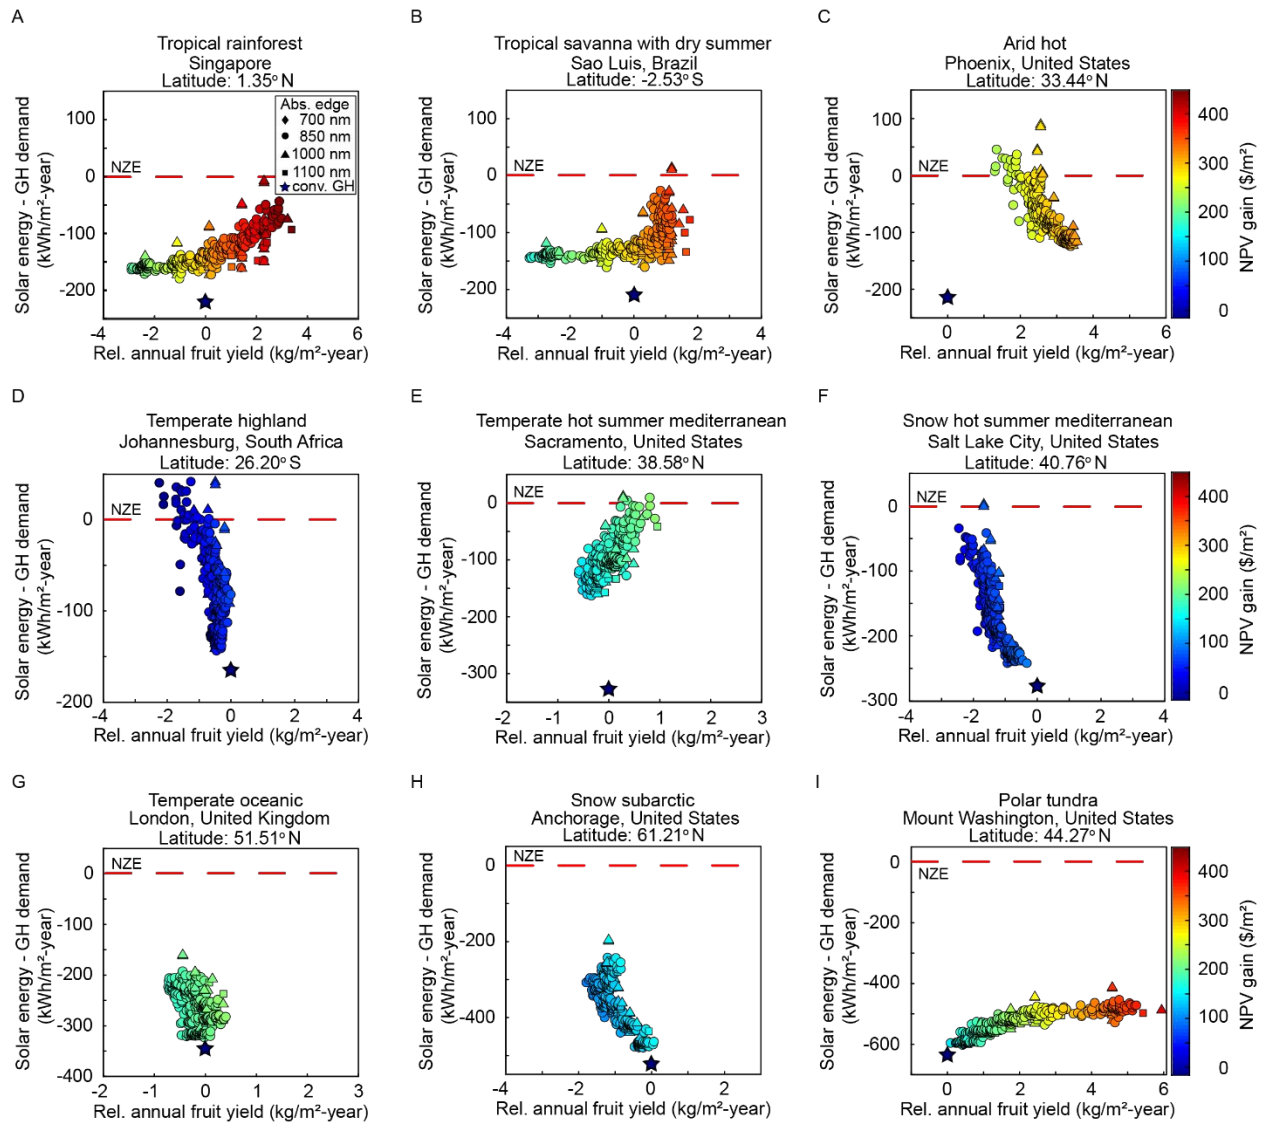 A
Tropical rainforest
Singapore
Latitude: 1.35° N
Solar energy - GH demand
(kWh/m²-year)
100
0
-100
-200
NZE
Abs. edge
700 nm
850 nm
1000 nm
1100 nm
conv. GH
-4 -2 0 2 4 6
Rel. annual fruit yield (kg/m²-year)
B
Tropical savanna with dry summer
Sao Luis, Brazil
Latitude: -2.53° S
Solar energy - GH demand
(kWh/m²-year)
100
0
-100
-200
NZE
-4 -2 0 2 4
Rel. annual fruit yield (kg/m²-year)
C
Arid hot
Phoenix, United States
Latitude: 33.44° N
Solar energy - GH demand
(kWh/m²-year)
100
0
-100
-200
NZE
-0 0 2 4 6
Rel. annual fruit yield (kg/m²-year)
400
300
200
100
0
NPV gain ($/m²)
D
Temperate highland
Johannesburg, South Africa
Latitude: 26.20° S
Solar energy - GH demand
(kWh/m²-year)
0
-100
-200
NZE
-4 -2 0 2 4
Rel. annual fruit yield (kg/m²-year)
E
Temperate hot summer mediterranean
Sacramento, United States
Latitude: 38.58° N
Solar energy - GH demand
(kWh/m²-year)
0
-100
-200
-300
NZE
-2 -1 0 1 2 3
Rel. annual fruit yield (kg/m²-year)
F
Snow hot summer mediterranean
Salt Lake City, United States
Latitude: 40.76° N
Solar energy - GH demand
(kWh/m²-year)
0
-100
-200
-300
NZE
-4 -2 0 2 4
Rel. annual fruit yield (kg/m²-year)
400
300
200
100
0
NPV gain ($/m²)
G
Temperate oceanic
London, United Kingdom
Latitude: 51.51° N
Solar energy - GH demand
(kWh/m²-year)
0
-100
-200
-300
-400
NZE
-2 -1 0 1 2 3
Rel. annual fruit yield (kg/m²-year)
H
Snow subarctic
Anchorage, United States
Latitude: 61.21° N
Solar energy - GH demand
(kWh/m²-year)
0
-200
-400
NZE
-4 -2 0 2 3
Rel. annual fruit yield (kg/m²-year)
I
Polar tundra
Mount Washington, United States
Latitude: 44.27° N
Solar energy - GH demand
(kWh/m²-year)
0
-200
-400
-600
NZE
0 2 4 6
Rel. annual fruit yield (kg/m²-year)
400
300
200
100
0
NPV gain ($/m²)